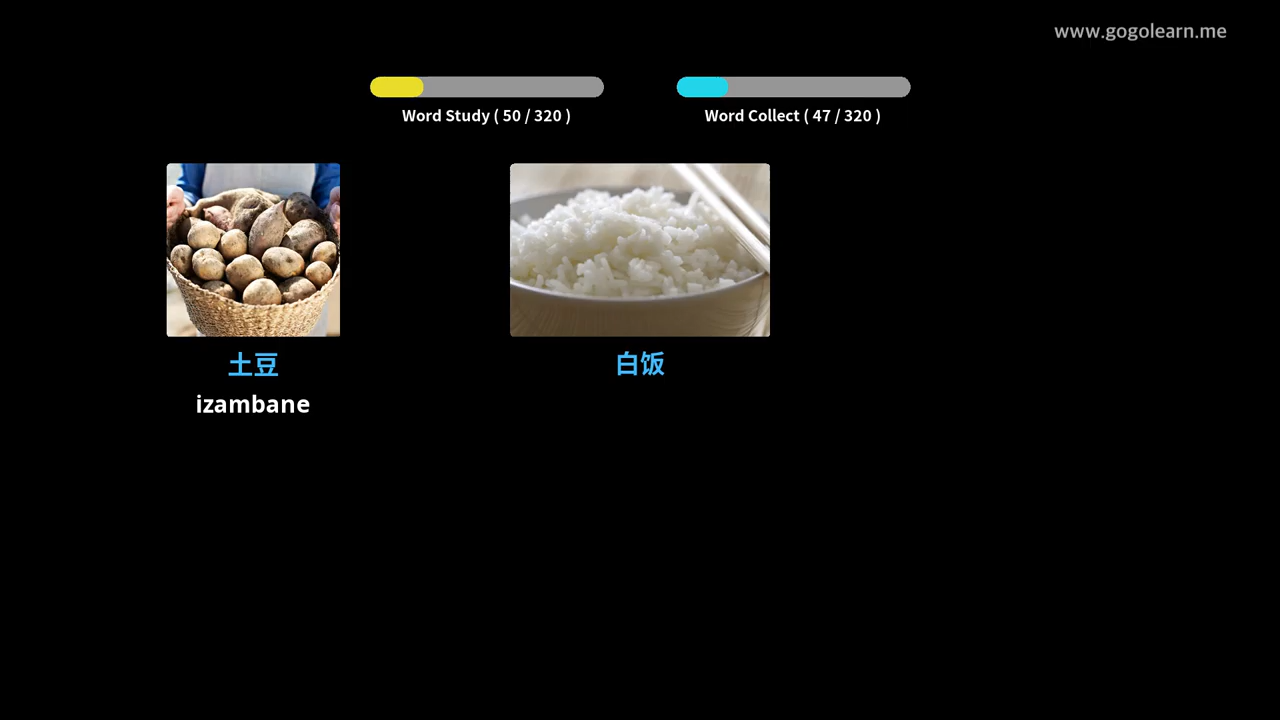 www.gogolearn.me
Word Study ( 50 / 320 )
Word Collect ( 47 / 320 )
土豆
白饭
izambane